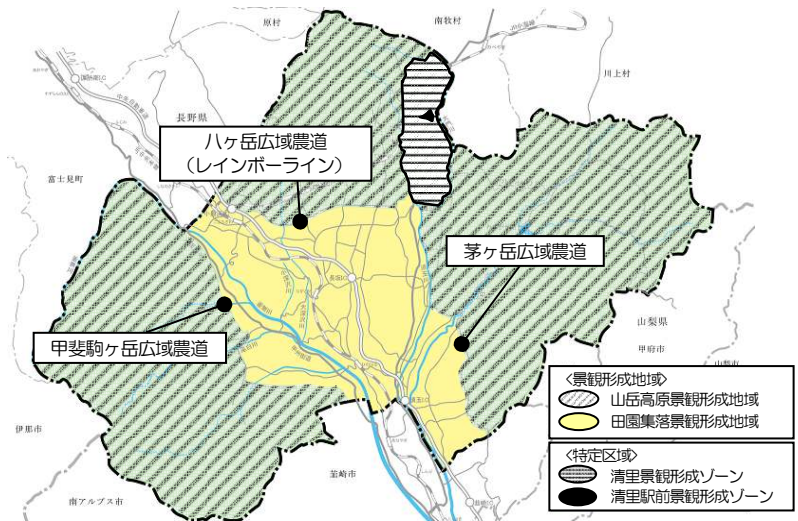 原村
南牧村
川上村
長野県
八ヶ岳広域農道
（レインボーライン）
富士見町
茅ヶ岳広域農道
長坂IC
甲斐駒ヶ岳広域農道
山梨県
甲府市
伊那市
韮崎市
南アルプス市
〈景観形成地域〉
山岳高原景観形成地域
田園集落景観形成地域
〈特定区域〉
清里景観形成ゾーン
清里駅前景観形成ゾーン